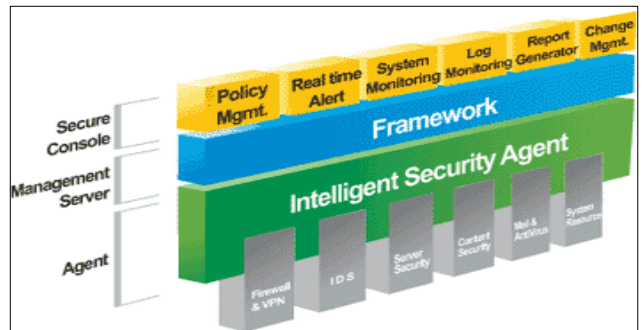 Policy
Mgmt.
Real time
Alert
System
Monitoring
Log
Monitoring
Report
Generator
Change
Mgmt.
Secure
Console
Framework
Management
Server
Intelligent Security Agent
Agent
Firewall
& VPN
I D S
Server
Security
Content
Security
Mail &
AntiVirus
System
Resource